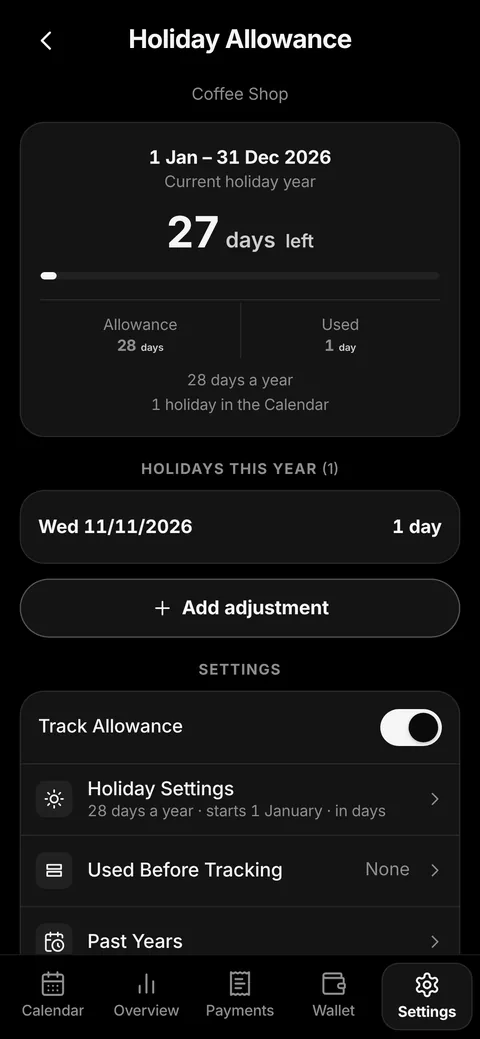 Holiday Allowance
Coffee Shop
1 Jan – 31 Dec 2026
Current holiday year
27 days left
Allowance
28 days
Used
1 day
28 days a year
1 holiday in the Calendar
HOLIDAYS THIS YEAR (1)
Wed 11/11/2026 1 day
+ Add adjustment
SETTINGS
Track Allowance
Holiday Settings
28 days a year · starts 1 January · in days
Used Before Tracking None
Past Years
Calendar Overview Payments Wallet Settings